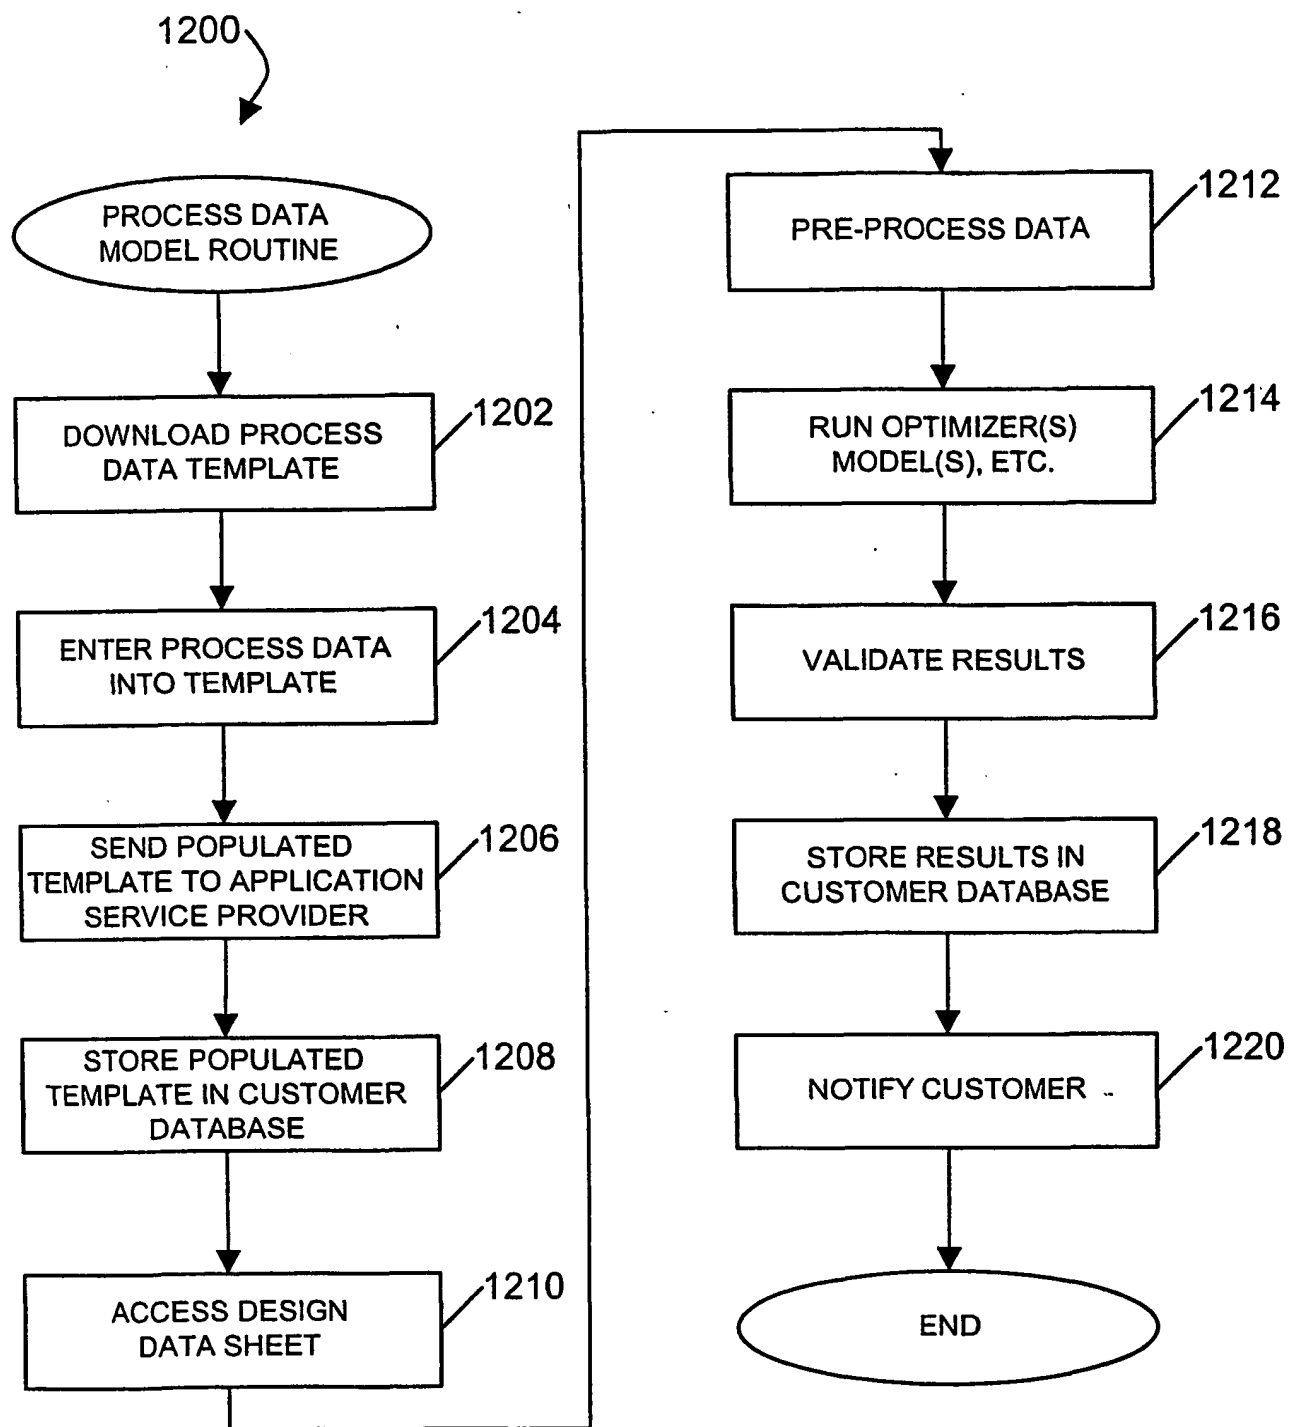 1200
PROCESS DATA
MODEL ROUTINE
DOWNLOAD PROCESS
DATA TEMPLATE
1202
ENTER PROCESS DATA
INTO TEMPLATE
1204
SEND POPULATED
TEMPLATE TO APPLICATION
SERVICE PROVIDER
1206
STORE POPULATED
TEMPLATE IN CUSTOMER
DATABASE
1208
ACCESS DESIGN
DATA SHEET
1210
PRE-PROCESS DATA
1212
RUN OPTIMIZER(S)
MODEL(S), ETC.
1214
VALIDATE RESULTS
1216
STORE RESULTS IN
CUSTOMER DATABASE
1218
NOTIFY CUSTOMER
1220
END